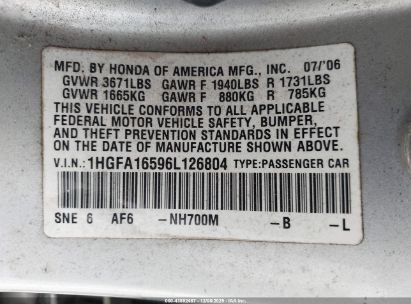 MFD. BY HONDA OF AMERICA MFG., INC. 07/'06
GVWR 3671LBS GAWR F 1940LBS R 1731LBS
GVWR 1665KG GAWR F 880KG R 785KG
THIS VEHICLE CONFORMS TO ALL APPLICABLE
FEDERAL MOTOR VEHICLE SAFETY, BUMPER,
AND THEFT PREVENTION STANDARDS IN EFFECT
ON THE DATE OF MANUFACTURE SHOWN ABOVE.
V.I.N.: 1HGFA16596L126804 TYPE:PASSENGER CAR
SNE 6 AF6 -NH700M -B -L